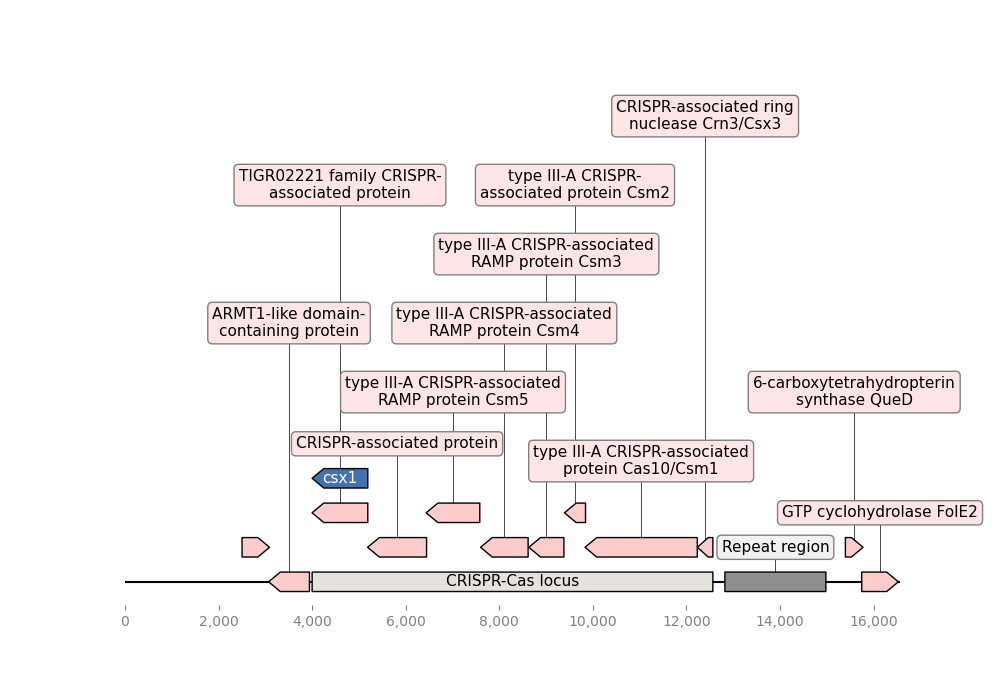 CRISPR-associated ring
nuclease Crn3/Csx3
TIGR02221 family CRISPR-
associated protein
type III-A CRISPR-
associated protein Csm2
type III-A CRISPR-associated
RAMP protein Csm3
ARMT1-like domain-
containing protein
type III-A CRISPR-associated
RAMP protein Csm4
type III-A CRISPR-associated
RAMP protein Csm5
6-carboxytetrahydropterin
synthase QueD
CRISPR-associated protein
type III-A CRISPR-associated
protein Cas10/Csm1
csx1
GTP cyclohydrolase FolE2
Repeat region
CRISPR-Cas locus
0 2,000 4,000 6,000 8,000 10,000 12,000 14,000 16,000